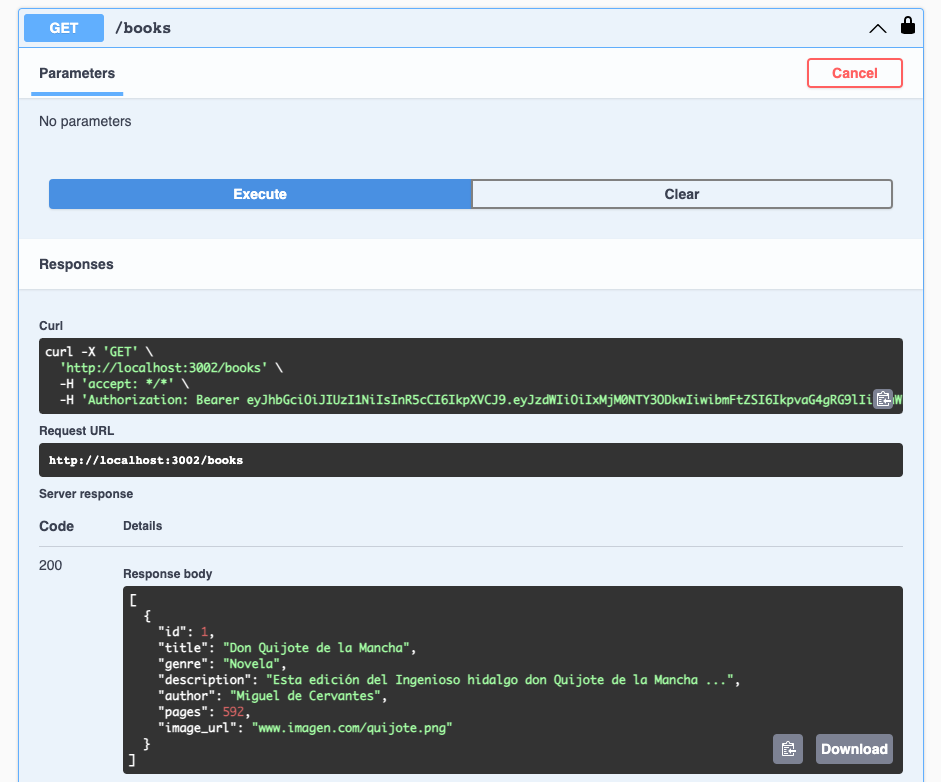 GET /books
Parameters Cancel
No parameters
Execute Clear
Responses
Curl
curl -X 'GET' \
'http://localhost:3002/books' \
-H 'accept: */*' \
-H 'Authorization: Bearer eyJhbGciOiJIUzI1NiIsInR5cCI6IkpXVCJ9.eyJzdWIiOiIxMjM0NTY3ODkwIiwibmFtZSI6IkpvaG4gRG9lIi
Request URL
http://localhost:3002/books
Server response
Code Details
200
Response body
[
{
"id": 1,
"title": "Don Quijote de la Mancha",
"genre": "Novela",
"description": "Esta edición del Ingenioso hidalgo don Quijote de la Mancha ...",
"author": "Miguel de Cervantes",
"pages": 592,
"image_url": "www.imagen.com/quijote.png"
}
]
Download